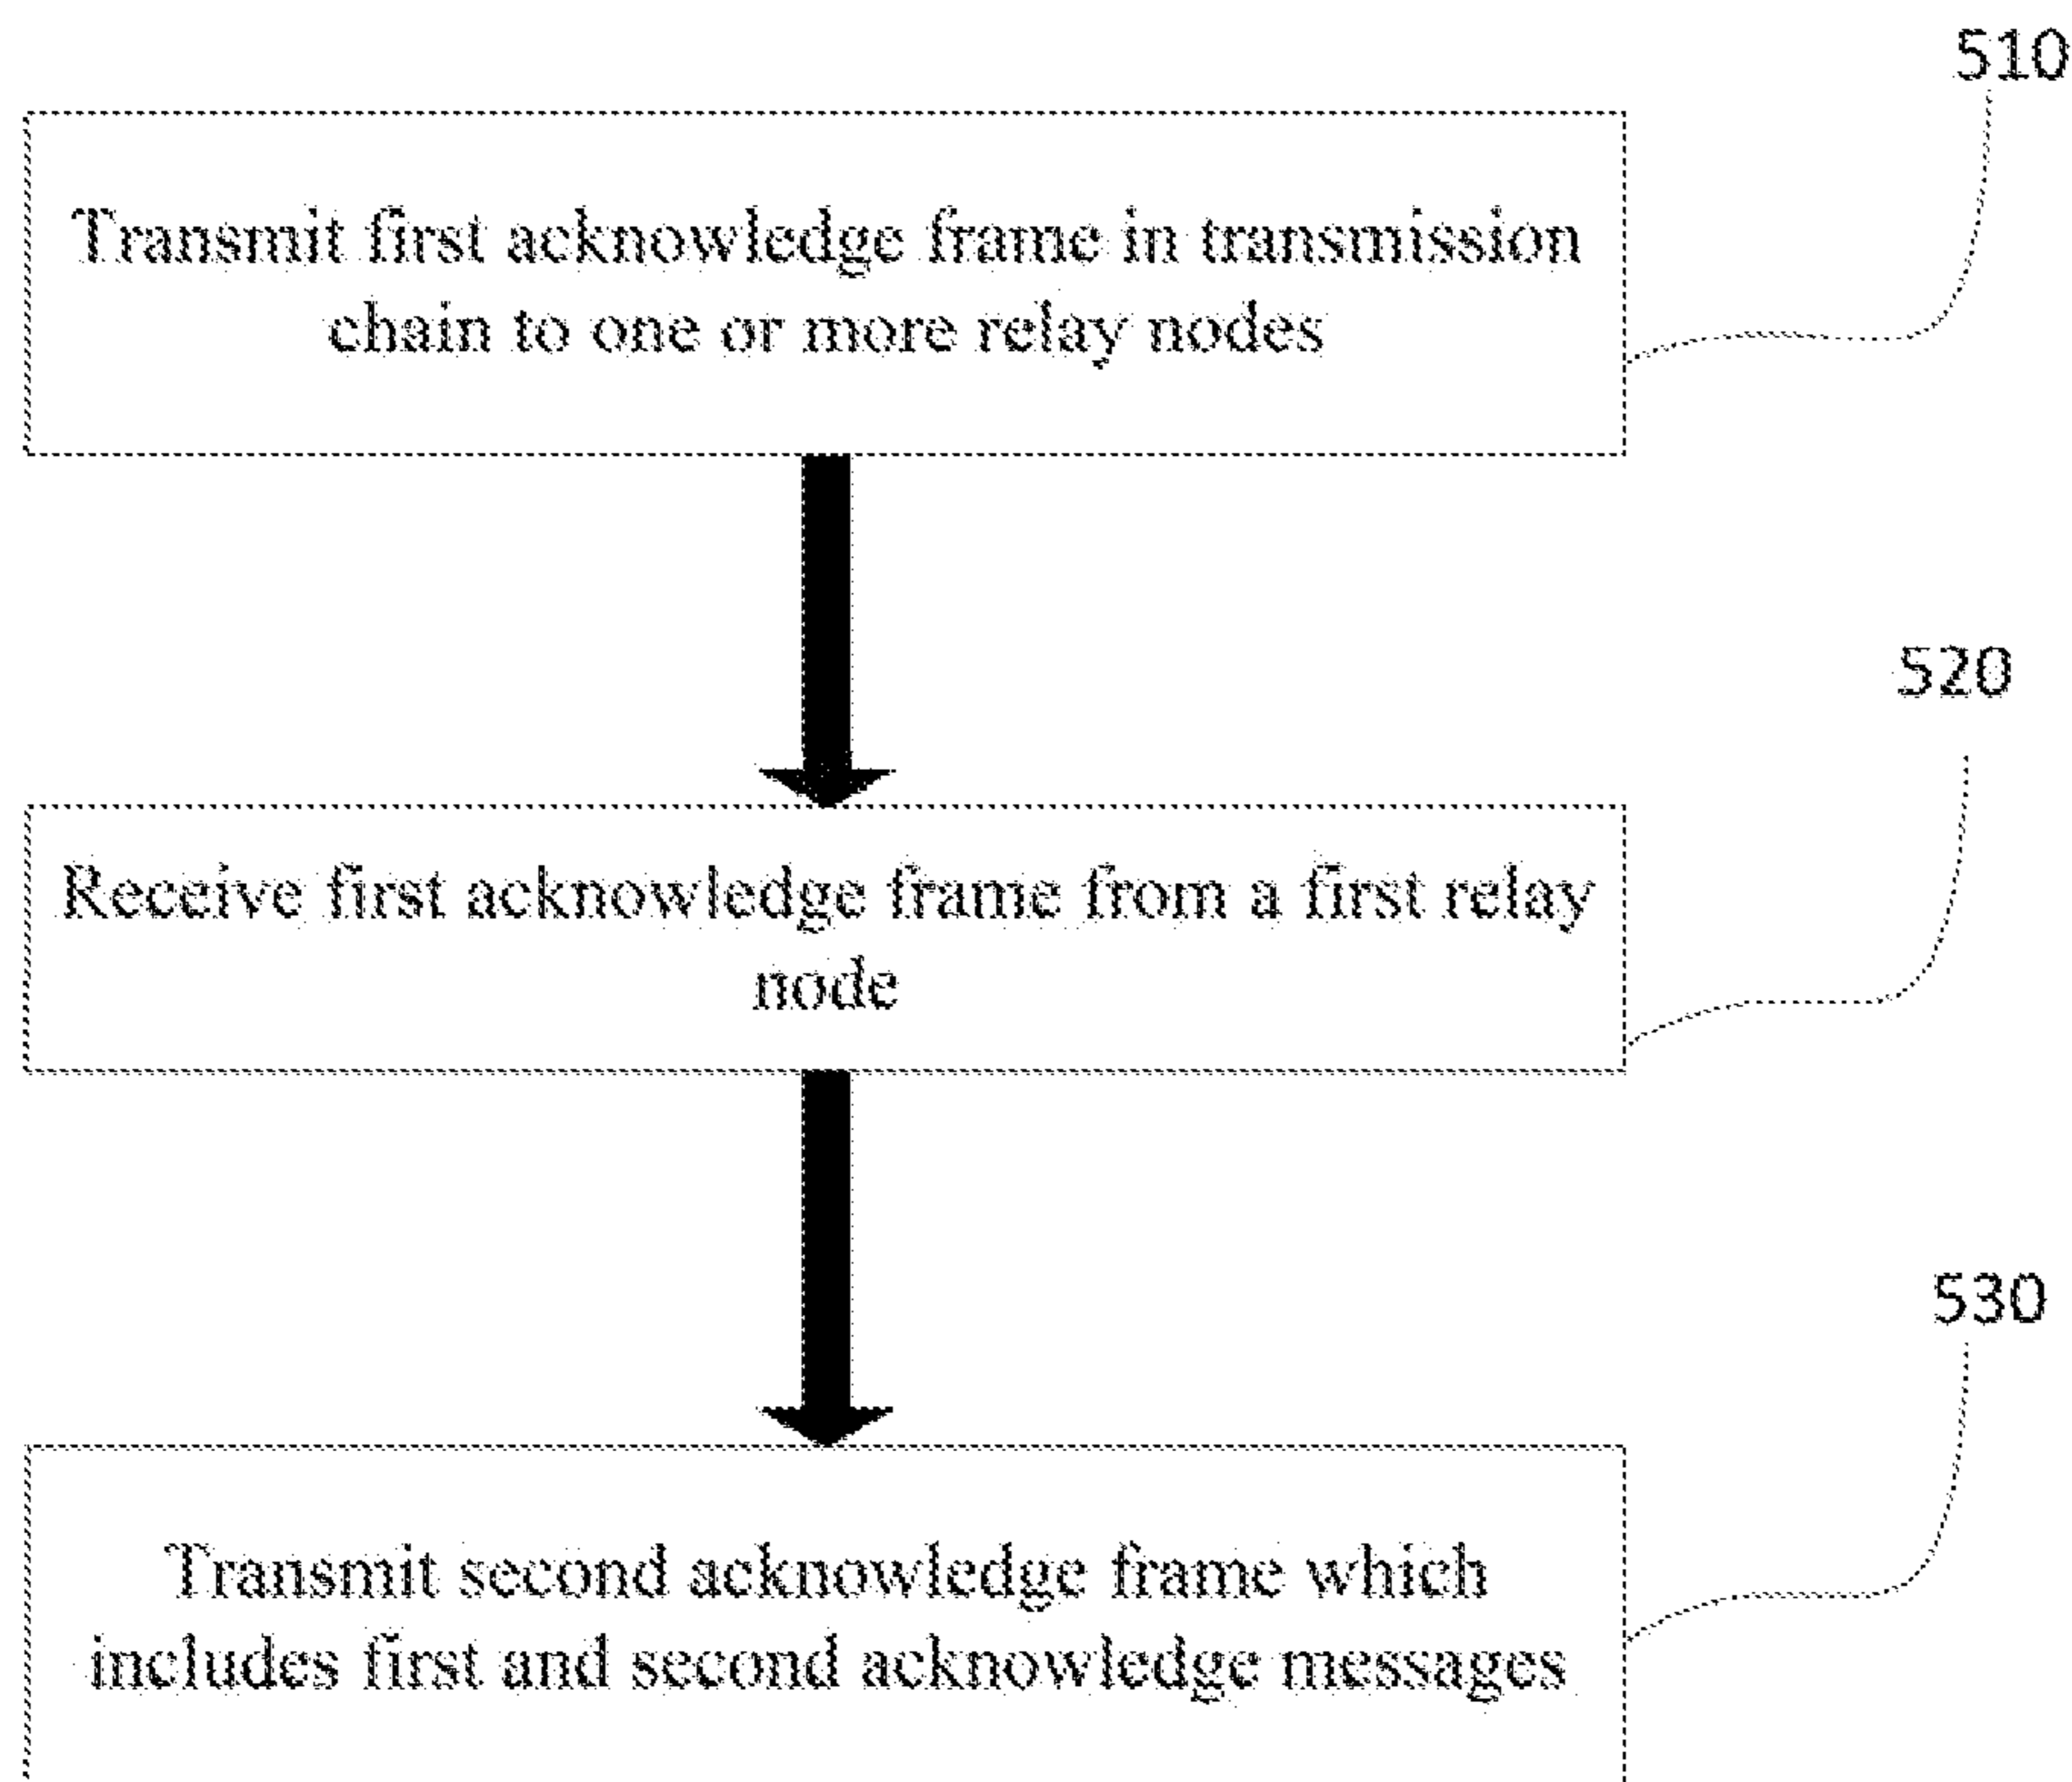 510
Transmit first acknowledge frame in transmission
chain to one or more relay nodes
520
Receive first acknowledge frame from a first relay
node
530
Transmit second acknowledge frame which
includes first and second acknowledge messages